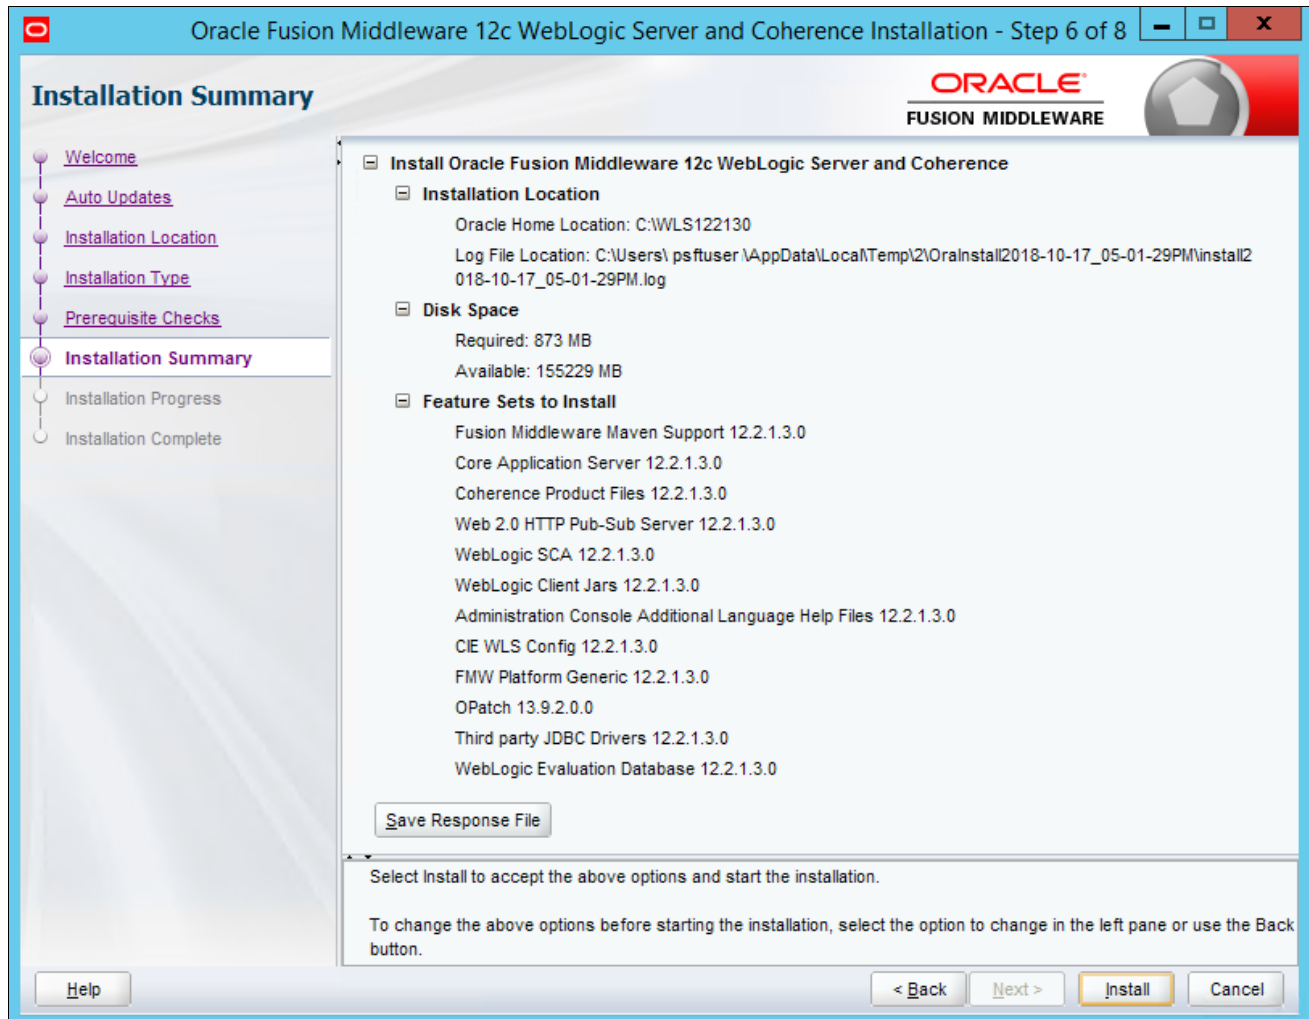 Oracle Fusion Middleware 12c WebLogic Server and Coherence Installation - Step 6 of 8
Installation Summary
ORACLE
FUSION MIDDLEWARE
Welcome
Auto Updates
Installation Location
Installation Type
Prerequisite Checks
Installation Summary
Installation Progress
Installation Complete
Install Oracle Fusion Middleware 12c WebLogic Server and Coherence
Installation Location
Oracle Home Location: C:\WLS122130
Log File Location: C:\Users\ psftuser \AppData\Local\Temp\2\OraInstall2018-10-17_05-01-29PM\install2
018-10-17_05-01-29PM.log
Disk Space
Required: 873 MB
Available: 155229 MB
Feature Sets to Install
Fusion Middleware Maven Support 12.2.1.3.0
Core Application Server 12.2.1.3.0
Coherence Product Files 12.2.1.3.0
Web 2.0 HTTP Pub-Sub Server 12.2.1.3.0
WebLogic SCA 12.2.1.3.0
WebLogic Client Jars 12.2.1.3.0
Administration Console Additional Language Help Files 12.2.1.3.0
CIE WLS Config 12.2.1.3.0
FMW Platform Generic 12.2.1.3.0
OPatch 13.9.2.0.0
Third party JDBC Drivers 12.2.1.3.0
WebLogic Evaluation Database 12.2.1.3.0
Save Response File
Select Install to accept the above options and start the installation.
To change the above options before starting the installation, select the option to change in the left pane or use the Back
button.
Help
< Back
Next >
Install
Cancel